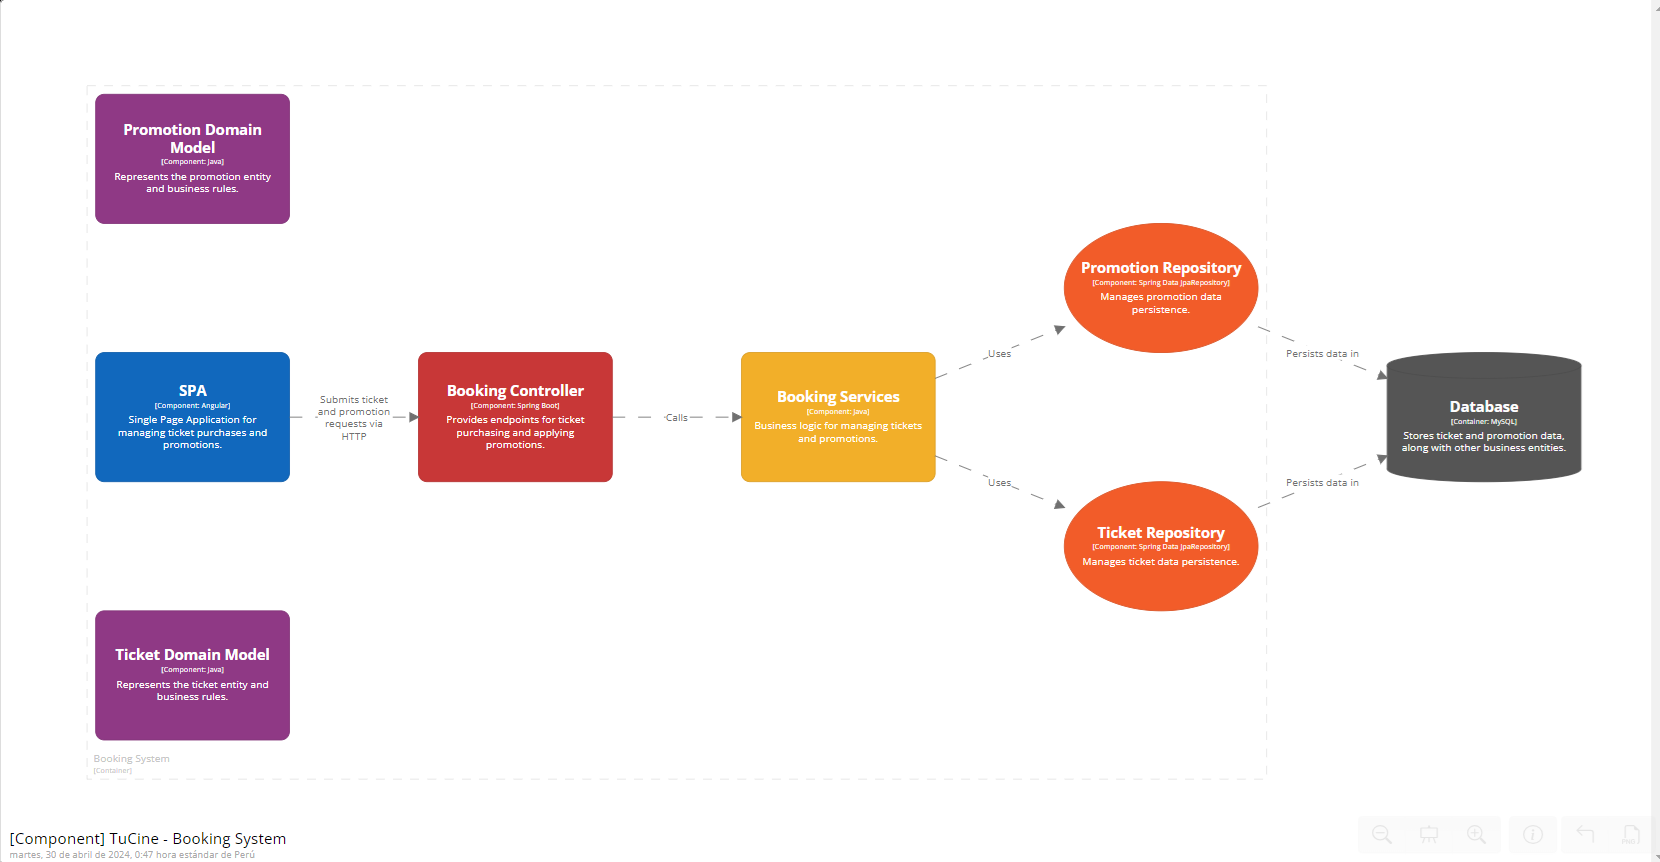 Promotion Domain
Model
[Component: Java]
Represents the promotion entity
and business rules.
Promotion Repository
[Component: Spring Data JpaRepository]
Manages promotion data
persistence.
SPA
[Component: Angular]
Single Page Application for
managing ticket purchases and
promotions.
Submits ticket
and promotion
requests via
HTTP
Booking Controller
[Component: Spring Boot]
Provides endpoints for ticket
purchasing and applying
promotions.
Calls
Booking Services
[Component: Java]
Business logic for managing tickets
and promotions.
Uses
Uses
Persists data in
Persists data in
Database
[Container: MySQL]
Stores ticket and promotion data,
along with other business entities.
Ticket Repository
[Component: Spring Data JpaRepository]
Manages ticket data persistence.
Ticket Domain Model
[Component: Java]
Represents the ticket entity and
business rules.
Booking System
[Container]
[Component] TuCine - Booking System
martes, 30 de abril de 2024, 0:47 hora estándar de Perú
PNG